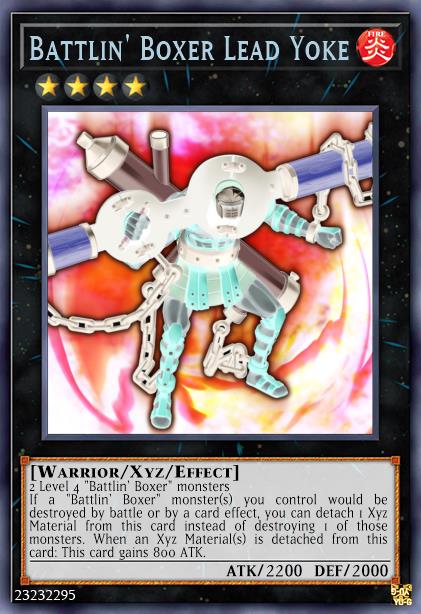 BATTLIN' BOXER LEAD YOKE
FIRE
炎
[WARRIOR/XYZ/EFFECT]
2 Level 4 "Battlin' Boxer" monsters
If a "Battlin' Boxer" monster(s) you control would be
destroyed by battle or by a card effect, you can detach 1 Xyz
Material from this card instead of destroying 1 of those
monsters. When an Xyz Material(s) is detached from this
card: This card gains 800 ATK.
ATK/2200 DEF/2000
23232295